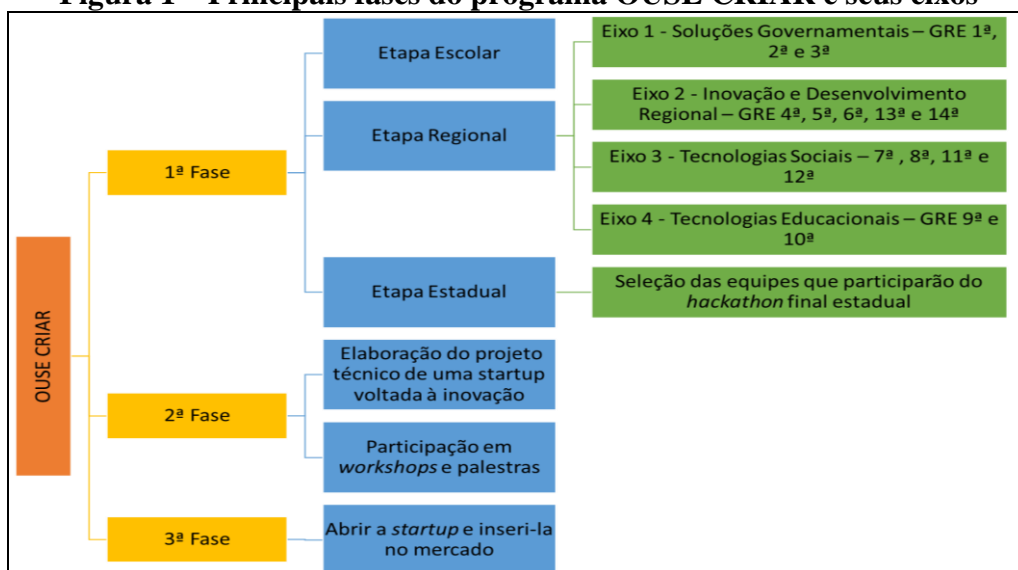 Figura 1 – Principais fases do programa OUSE CRIAR e seus eixos
OUSE CRIAR
1ª Fase
Etapa Escolar
Etapa Regional
Eixo 1 - Soluções Governamentais – GRE 1ª,
2ª e 3ª
Eixo 2 - Inovação e Desenvolvimento
Regional – GRE 4ª, 5ª, 6ª, 13ª e 14ª
Eixo 3 - Tecnologias Sociais – 7ª , 8ª, 11ª e
12ª
Eixo 4 - Tecnologias Educacionais – GRE 9ª e
10ª
Etapa Estadual
Seleção das equipes que participarão do
hackathon final estadual
2ª Fase
Elaboração do projeto
técnico de uma startup
voltada à inovação
Participação em
workshops e palestras
3ª Fase
Abrir a startup e inseri-la
no mercado